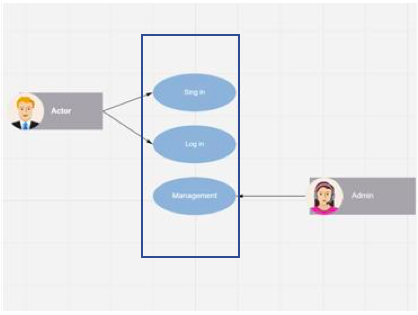 Sing in
Actor
Log in
Management
Admin